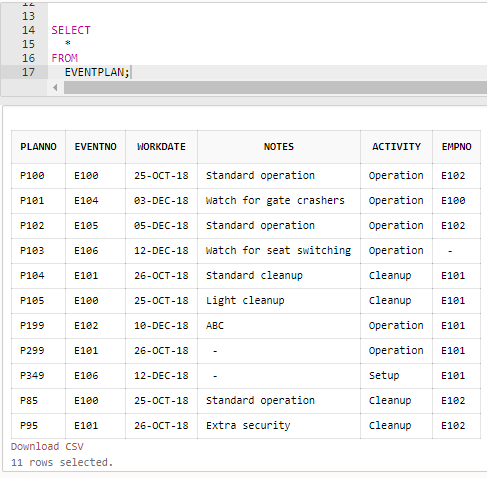 12
13
14 SELECT
15 *
16 FROM
17 EVENTPLAN;
PLANNO EVENTNO WORKDATE NOTES ACTIVITY EMPNO
P100 E100 25-OCT-18 Standard operation Operation E102
P101 E104 03-DEC-18 Watch for gate crashers Operation E100
P102 E105 05-DEC-18 Standard operation Operation E102
P103 E106 12-DEC-18 Watch for seat switching Operation -
P104 E101 26-OCT-18 Standard cleanup Cleanup E101
P105 E100 25-OCT-18 Light cleanup Cleanup E101
P199 E102 10-DEC-18 ABC Operation E101
P299 E101 26-OCT-18 - Operation E101
P349 E106 12-DEC-18 - Setup E101
P85 E100 25-OCT-18 Standard operation Cleanup E102
P95 E101 26-OCT-18 Extra security Cleanup E102
Download CSV
11 rows selected.